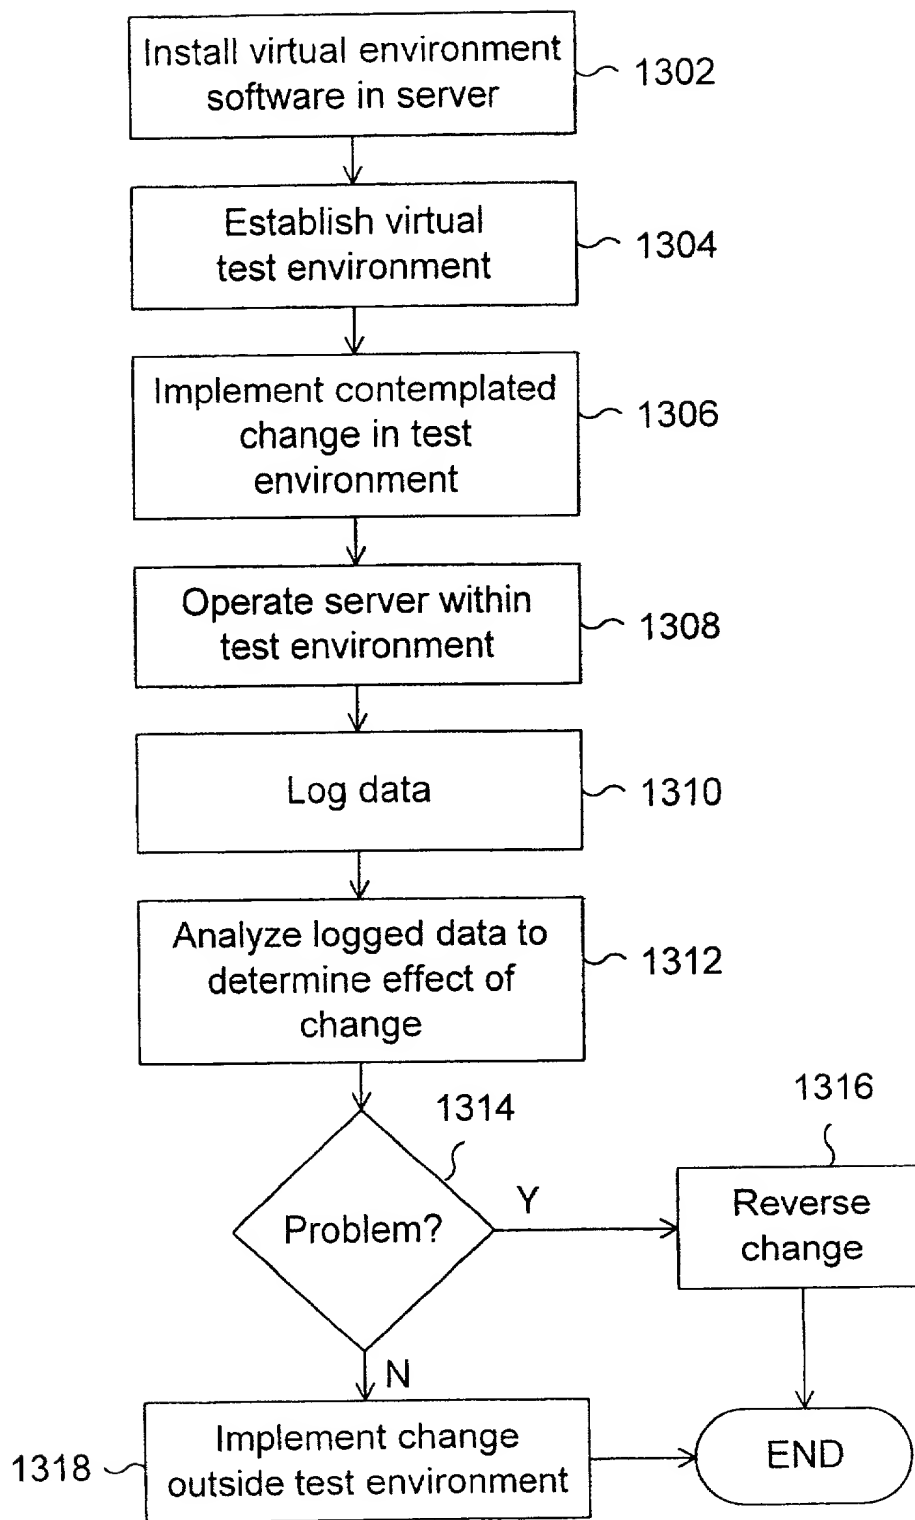 Install virtual environment
software in server
1302
Establish virtual
test environment
1304
Implement contemplated
change in test
environment
1306
Operate server within
test environment
1308
Log data
1310
Analyze logged data to
determine effect of
change
1312
1314
Problem?
Y
1316
Reverse
change
N
1318
Implement change
outside test environment
END